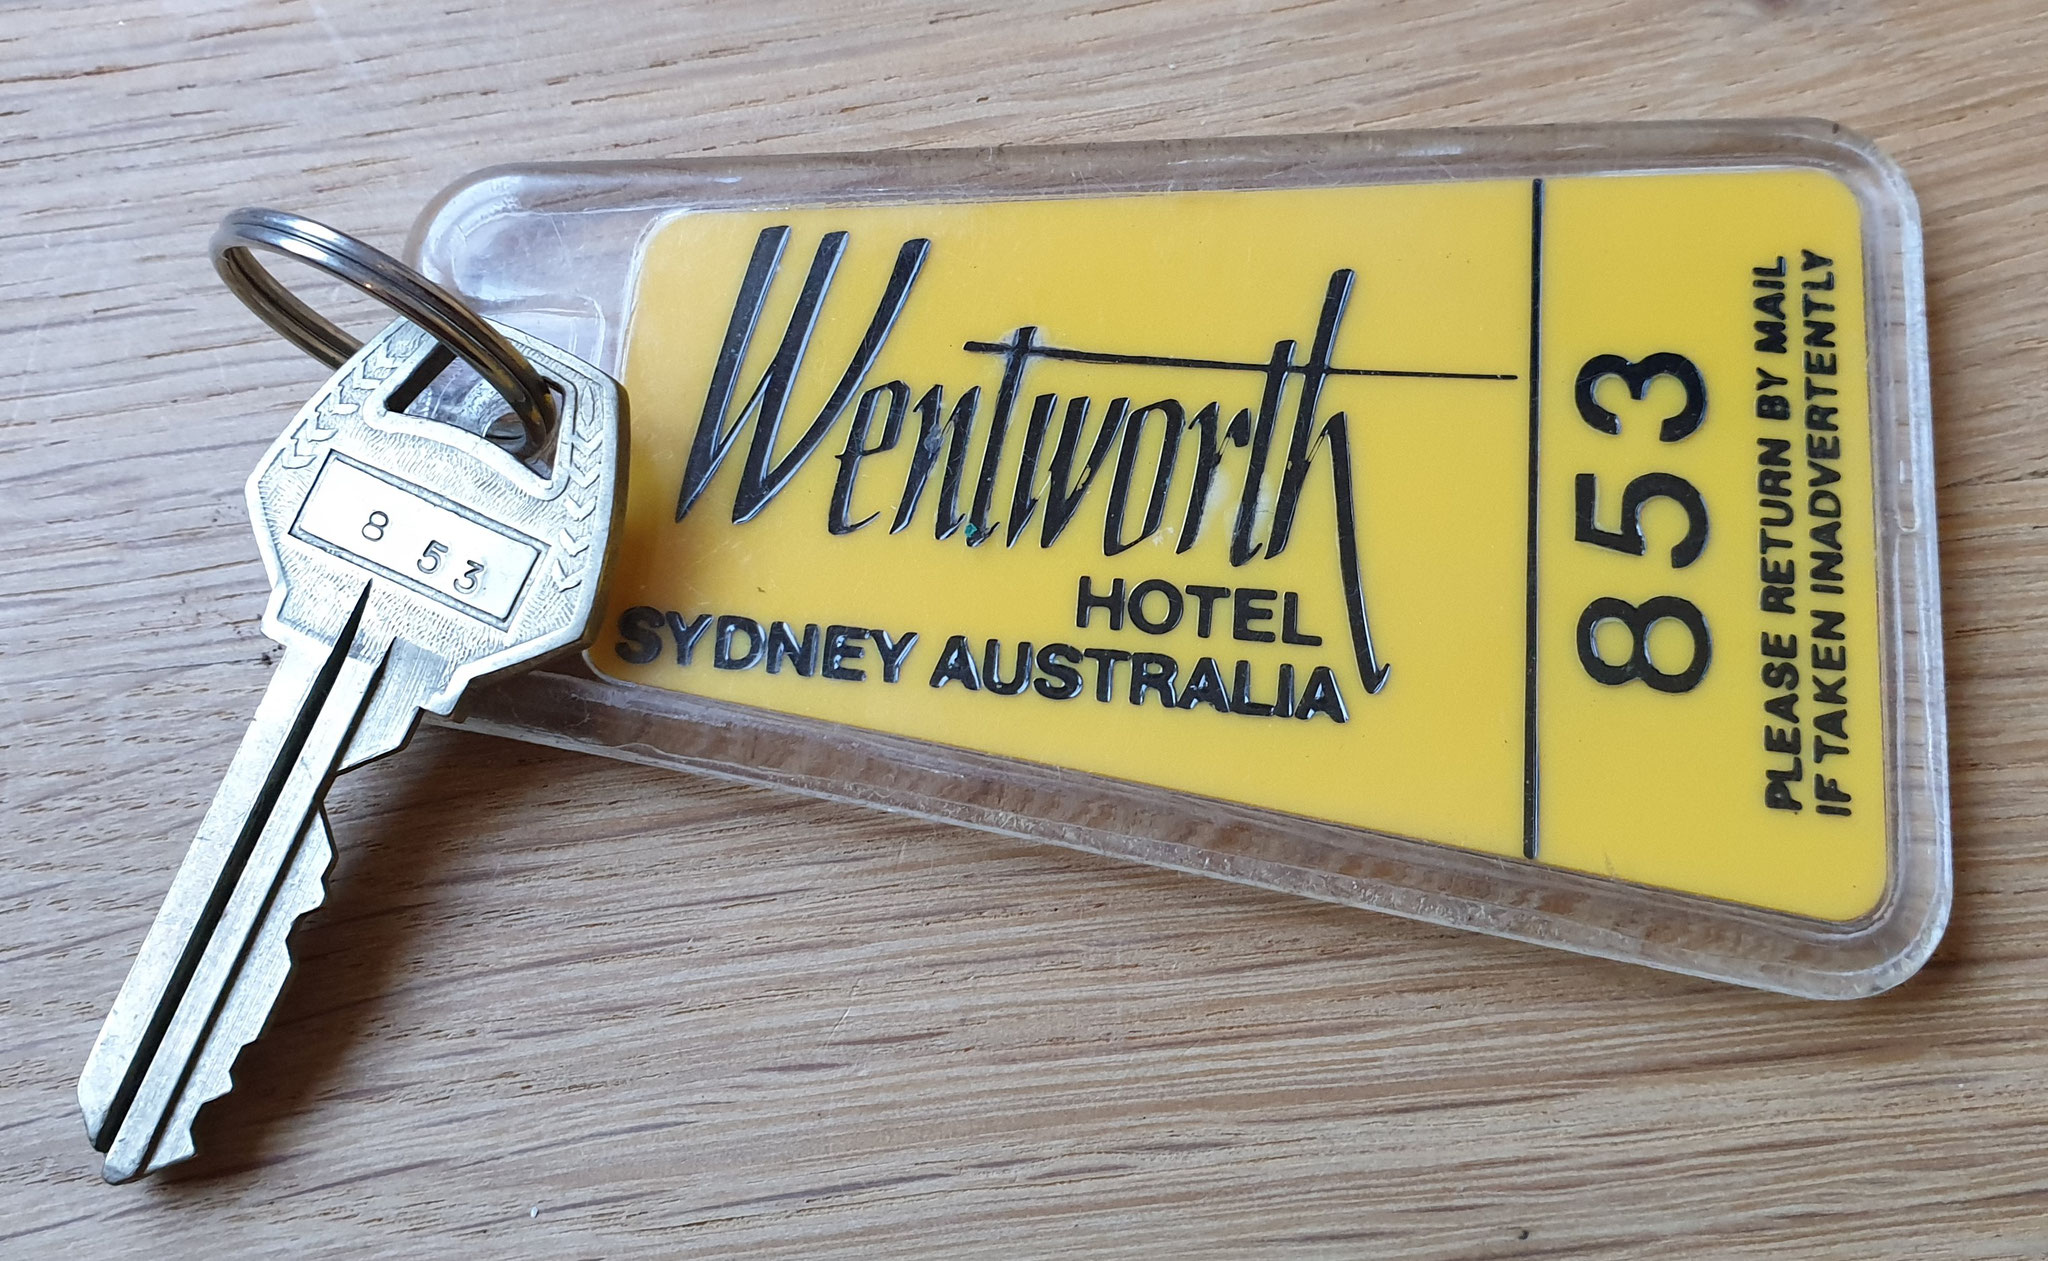 Wentworth
HOTEL
SYDNEY AUSTRALIA
853
PLEASE RETURN BY MAIL
IF TAKEN INADVERTENTLY
8 53